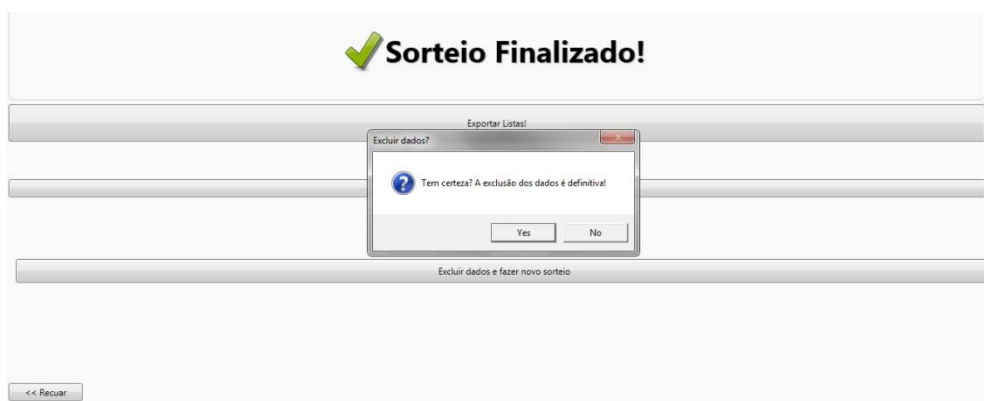 Sorteio Finalizado!
Exportar Listas!
Excluir dados?
Tem certeza? A exclusão dos dados é definitiva!
Yes
No
Excluir dados e fazer novo sorteio
<< Recuar